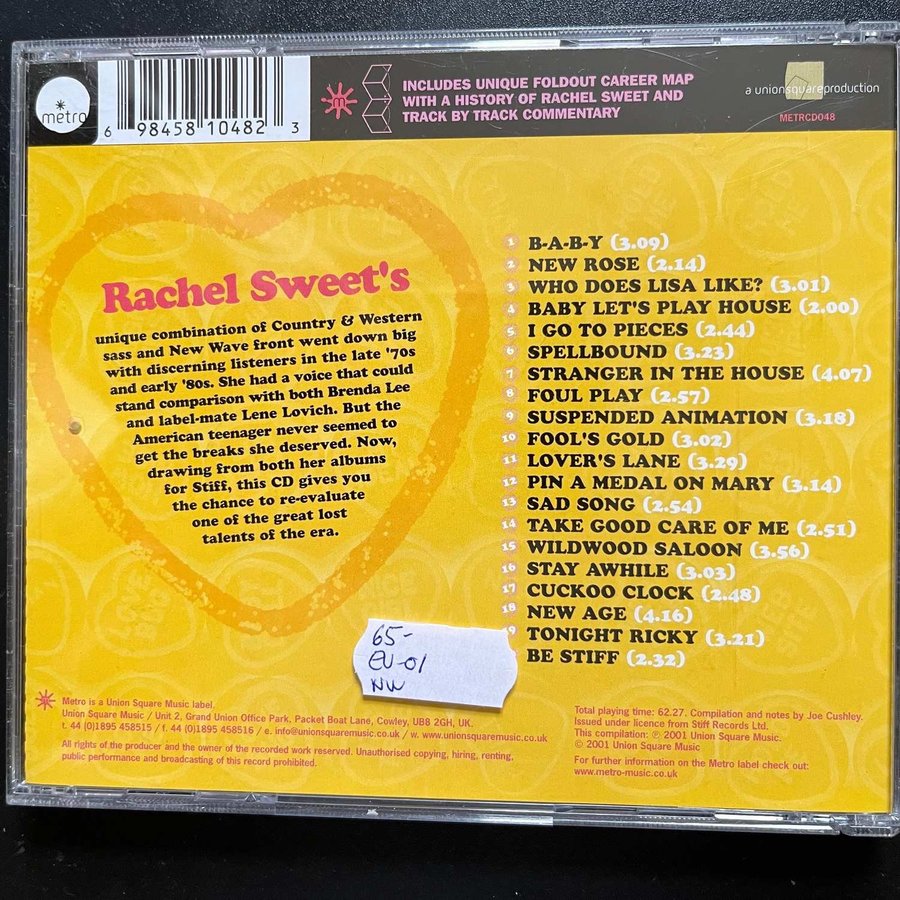 * metro
6 98458 10482 3
m
INCLUDES UNIQUE FOLDOUT CAREER MAP
WITH A HISTORY OF RACHEL SWEET AND
TRACK BY TRACK COMMENTARY
a unionsquareproduction
METRCD048
Rachel Sweet's
unique combination of Country & Western
sass and New Wave front went down big
with discerning listeners in the late '70s
and early '80s. She had a voice that could
stand comparison with both Brenda Lee
and label-mate Lene Lovich. But the
American teenager never seemed to
get the breaks she deserved. Now,
drawing from both her albums
for Stiff, this CD gives you
the chance to re-evaluate
one of the great lost
talents of the era.
1 B-A-B-Y (3.09)
2 NEW ROSE (2.14)
3 WHO DOES LISA LIKE? (3.01)
4 BABY LET'S PLAY HOUSE (2.00)
5 I GO TO PIECES (2.44)
6 SPELLBOUND (3.23)
7 STRANGER IN THE HOUSE (4.07)
8 FOUL PLAY (2.57)
9 SUSPENDED ANIMATION (3.18)
10 FOOL'S GOLD (3.02)
11 LOVER'S LANE (3.29)
12 PIN A MEDAL ON MARY (3.14)
13 SAD SONG (2.54)
14 TAKE GOOD CARE OF ME (2.51)
15 WILDWOOD SALOON (3.56)
16 STAY AWHILE (3.03)
17 CUCKOO CLOCK (2.48)
18 NEW AGE (4.16)
9 TONIGHT RICKY (3.21)
BE STIFF (2.32)
65-
EU-01
NW
m Metro is a Union Square Music label.
Union Square Music / Unit 2, Grand Union Office Park, Packet Boat Lane, Cowley, UB8 2GH, UK.
t. 44 (0)1895 458515 / f. 44 (0)1895 458516 / e. info@unionsquaremusic.co.uk / w. www.unionsquaremusic.co.uk
All rights of the producer and the owner of the recorded work reserved. Unauthorised copying, hiring, renting,
public performance and broadcasting of this record prohibited.
Total playing time: 62.27. Compilation and notes by Joe Cushley.
Issued under licence from Stiff Records Ltd.
This compilation: ℗ 2001 Union Square Music.
© 2001 Union Square Music
For further information on the Metro label check out:
www.metro-music.co.uk